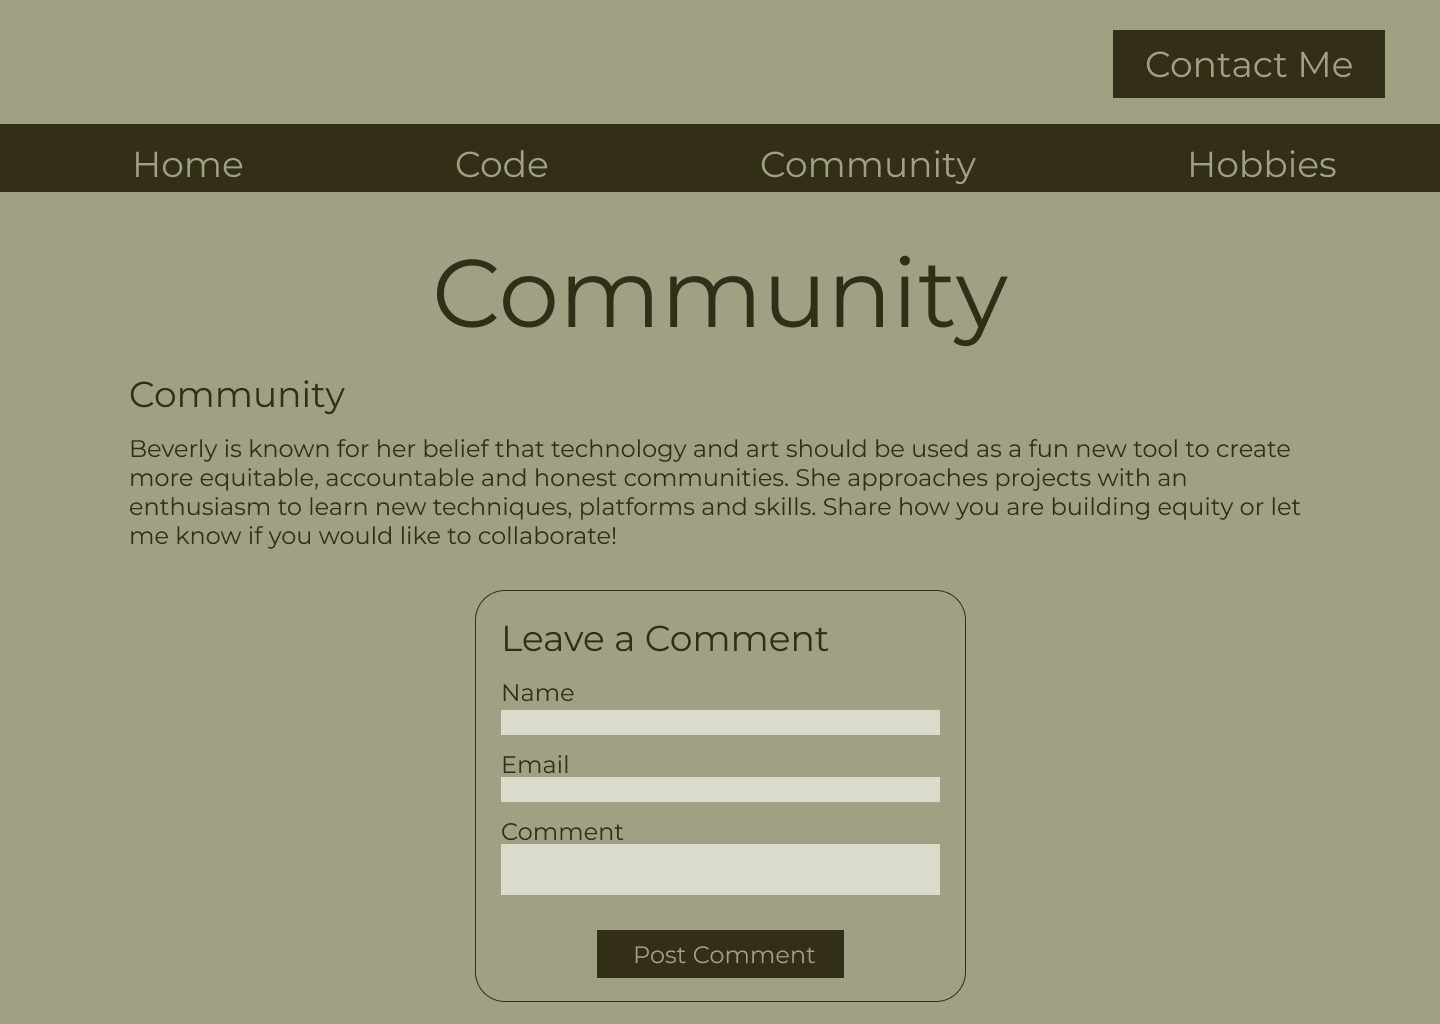 Contact Me
Home Code Community Hobbies
Community
Community
Beverly is known for her belief that technology and art should be used as a fun new tool to create
more equitable, accountable and honest communities. She approaches projects with an
enthusiasm to learn new techniques, platforms and skills. Share how you are building equity or let
me know if you would like to collaborate!
Leave a Comment
Name
Email
Comment
Post Comment